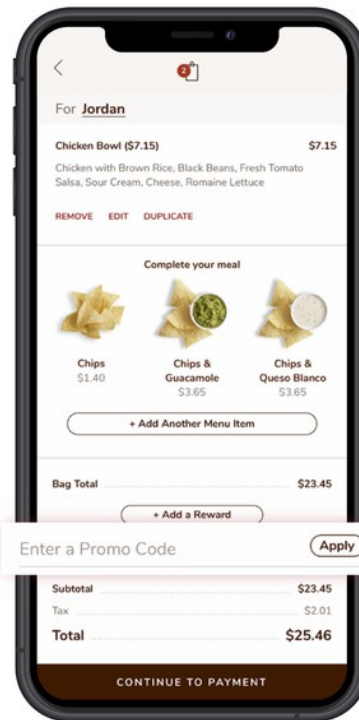 2
For Jordan
Chicken Bowl ($7.15) $7.15
Chicken with Brown Rice, Black Beans, Fresh Tomato
Salsa, Sour Cream, Cheese, Romaine Lettuce
REMOVE EDIT DUPLICATE
Complete your meal
Chips
$1.40
Chips &
Guacamole
$3.65
Chips &
Queso Blanco
$3.65
+ Add Another Menu Item
Bag Total $23.45
+ Add a Reward
Enter a Promo Code Apply
Subtotal $23.45
Tax $2.01
Total $25.46
CONTINUE TO PAYMENT